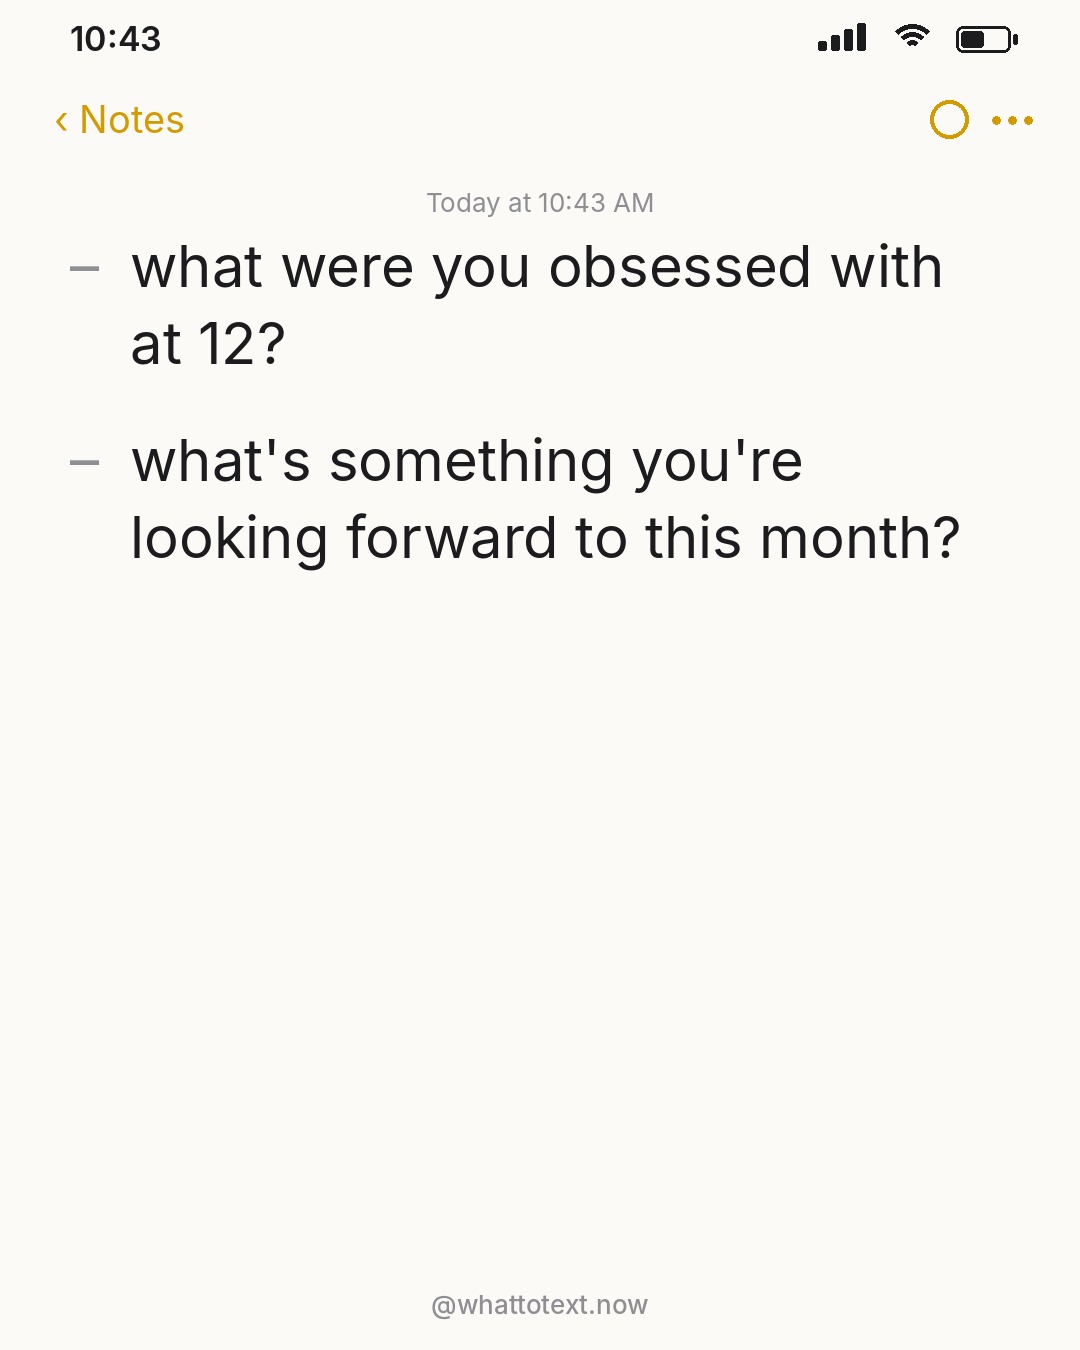 10:43
‹ Notes
Today at 10:43 AM
– what were you obsessed with
at 12?
– what's something you're
looking forward to this month?
@whattotext.now